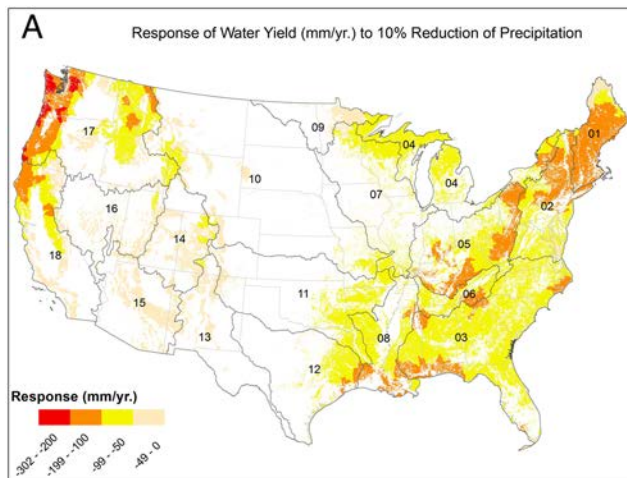 A
Response of Water Yield (mm/yr.) to 10% Reduction of Precipitation
09
01
17
04
10
04
02
07
16
14
05
18
06
11
15
03
08
13
12
Response (mm/yr.)
-302 - -200
-199 - -100
-99 - -50
-49 - 0